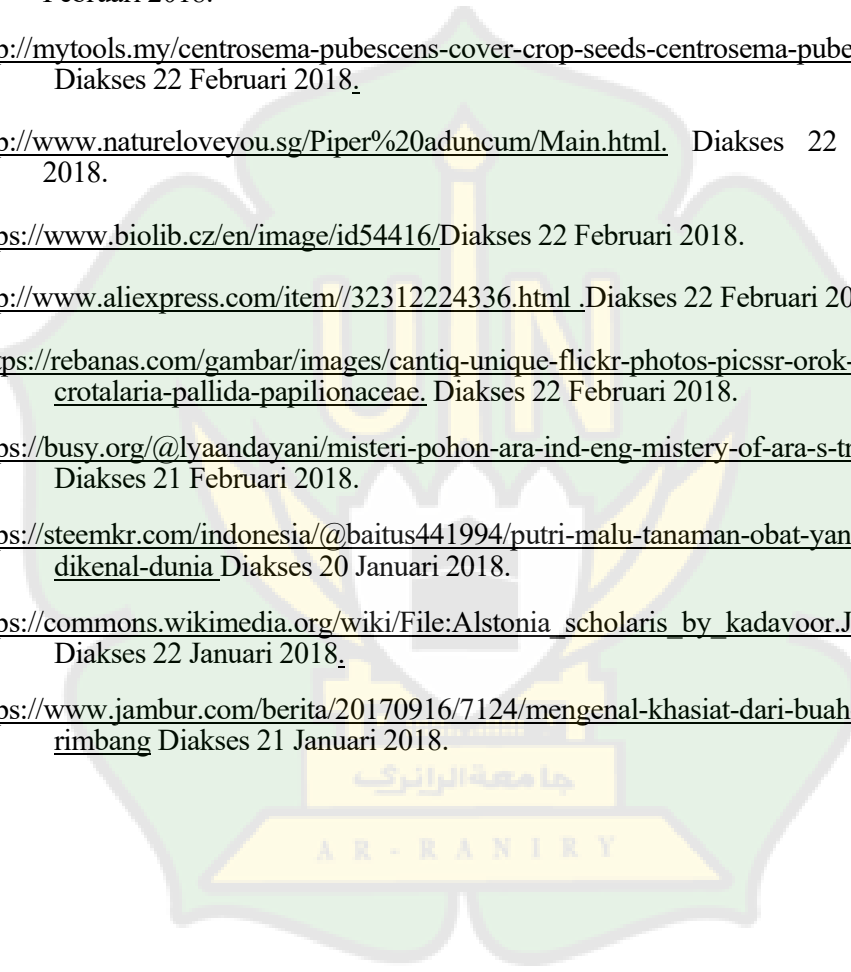 Februari 2018.
p://mytools.my/centrosema-pubescens-cover-crop-seeds-centrosema-pube
Diakses 22 Februari 2018.
p://www.natureloveyou.sg/Piper%20aduncum/Main.html. Diakses 22
2018.
ps://www.biolib.cz/en/image/id54416/Diakses 22 Februari 2018.
p://www.aliexpress.com/item//32312224336.html .Diakses 22 Februari 20
tps://rebanas.com/gambar/images/cantiq-unique-flickr-photos-picssr-orok-
crotalaria-pallida-papilionaceae. Diakses 22 Februari 2018.
ps://busy.org/@lyaandayani/misteri-pohon-ara-ind-eng-mistery-of-ara-s-tr
Diakses 21 Februari 2018.
ps://steemkr.com/indonesia/@baitus441994/putri-malu-tanaman-obat-yan
dikenal-dunia Diakses 20 Januari 2018.
ps://commons.wikimedia.org/wiki/File:Alstonia_scholaris_by_kadavoor.J
Diakses 22 Januari 2018.
ps://www.jambur.com/berita/20170916/7124/mengenal-khasiat-dari-buah
rimbang Diakses 21 Januari 2018.
UIN
جامعةالرانري
AR-RANIRY